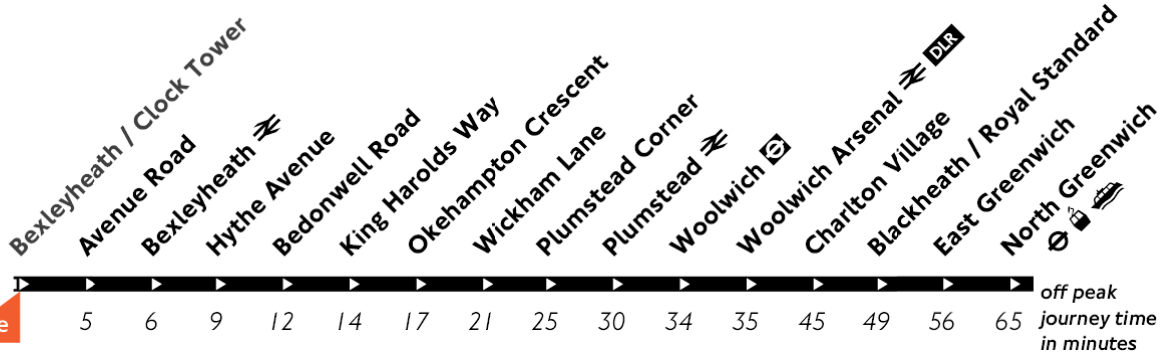 Bexleyheath / Clock Tower
Avenue Road
Bexleyheath
Hythe Avenue
Bedonwell Road
King Harolds Way
Okehampton Crescent
Wickham Lane
Plumstead Corner
Plumstead
Woolwich
Woolwich Arsenal DLR
Charlton Village
Blackheath / Royal Standard
East Greenwich
North Greenwich
e 5 6 9 12 14 17 21 25 30 34 35 45 49 56 65
off peak
journey time
in minutes